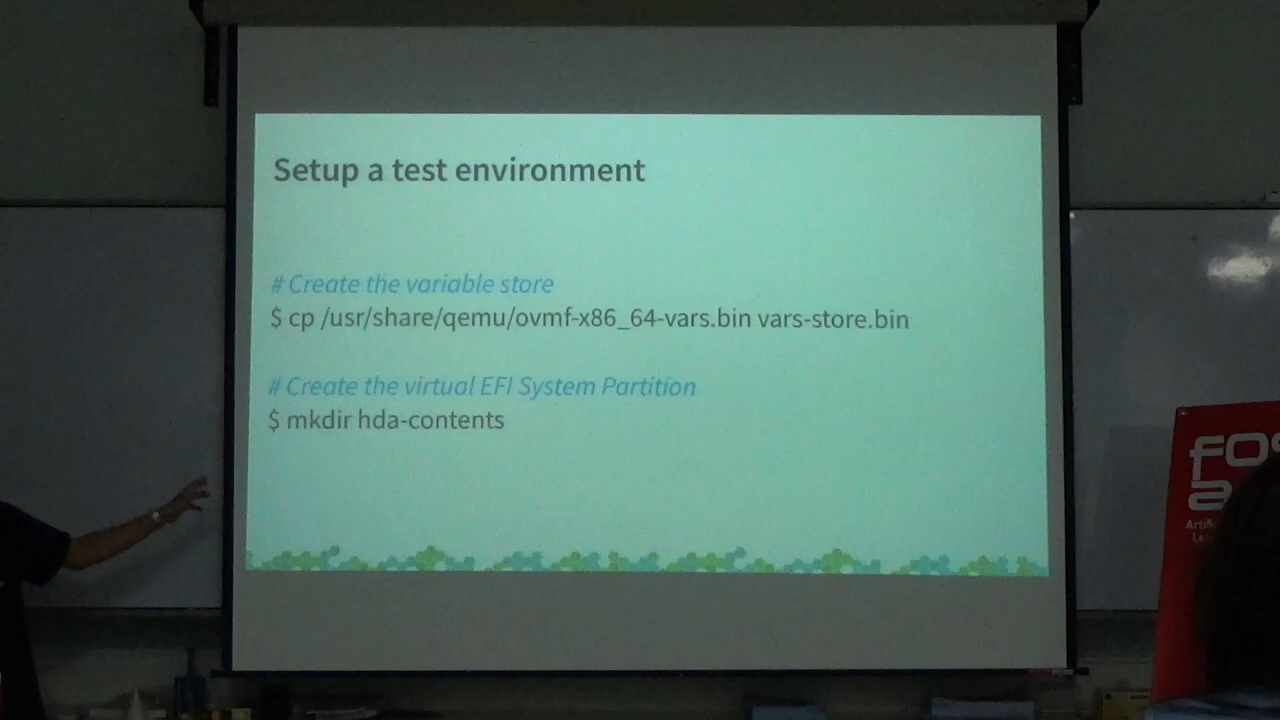 Setup a test environment
# Create the variable store
$ cp /usr/share/qemu/ovmf-x86_64-vars.bin vars-store.bin
# Create the virtual EFI System Partition
$ mkdir hda-contents